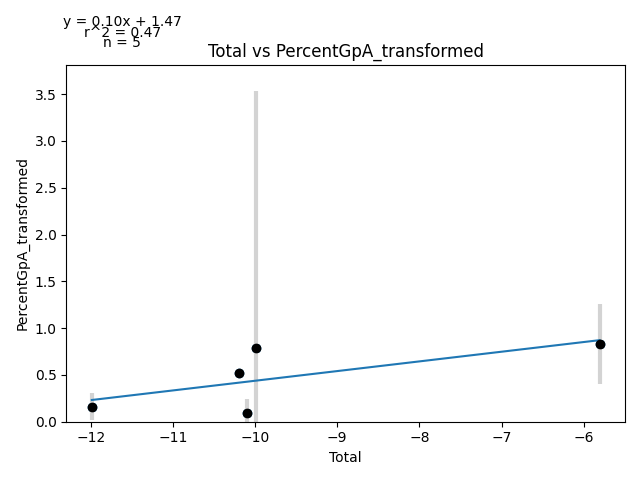 y = 0.10x + 1.47
r^2 = 0.47
n = 5
Total vs PercentGpA_transformed
PercentGpA_transformed
3.5
3.0
2.5
2.0
1.5
1.0
0.5
0.0
−12
−11
−10
−9
−8
−7
−6
Total